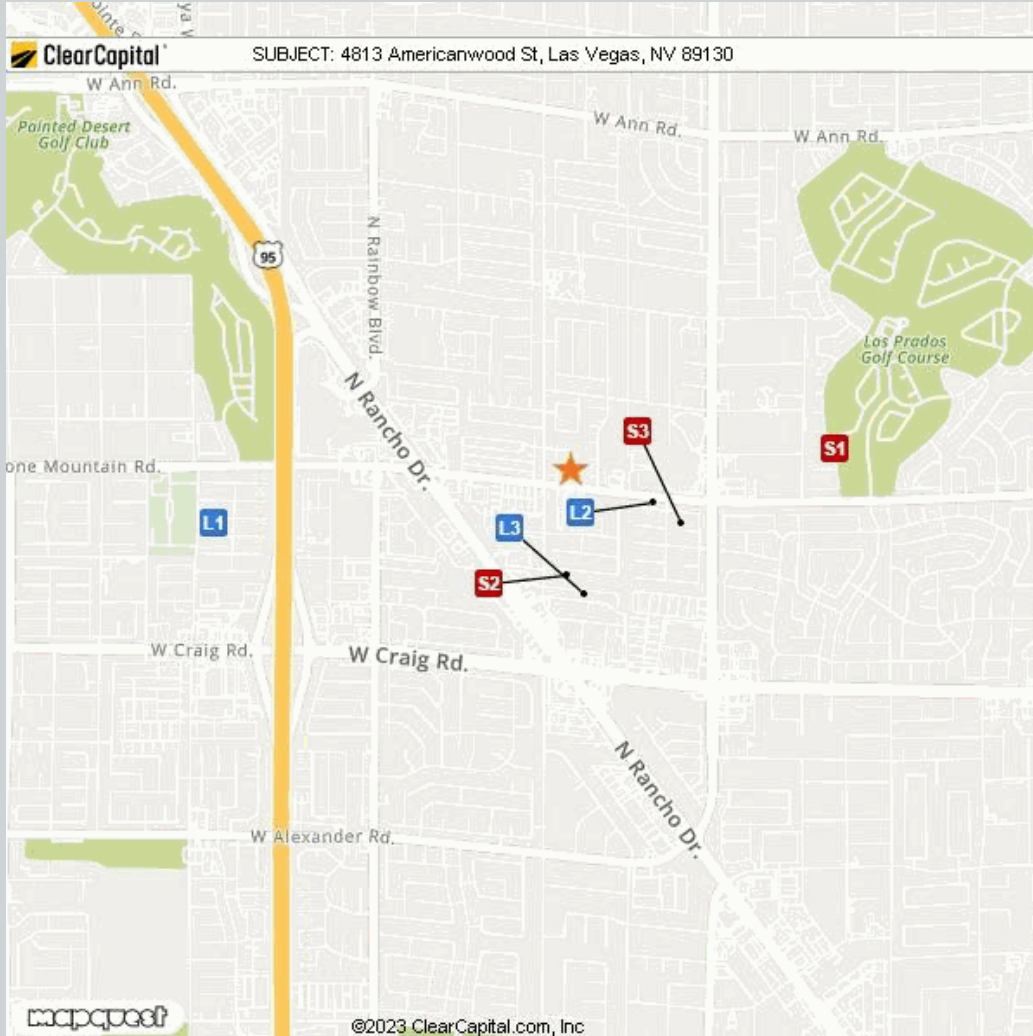 ClearCapital
SUBJECT: 4813 Americanwood St, Las Vegas, NV 89130
W Ann Rd.
W Ann Rd.
W Ann Rd.
Painted Desert
Golf Club
N Rainbow Blvd.
95
Los Prados
Golf Course
N Rancho Dr.
S3
S1
one Mountain Rd.
L1
L2
L3
S2
W Craig Rd.
W Craig Rd.
N Rancho Dr.
W Alexander Rd.
mapquest
©2023 ClearCapital.com, Inc